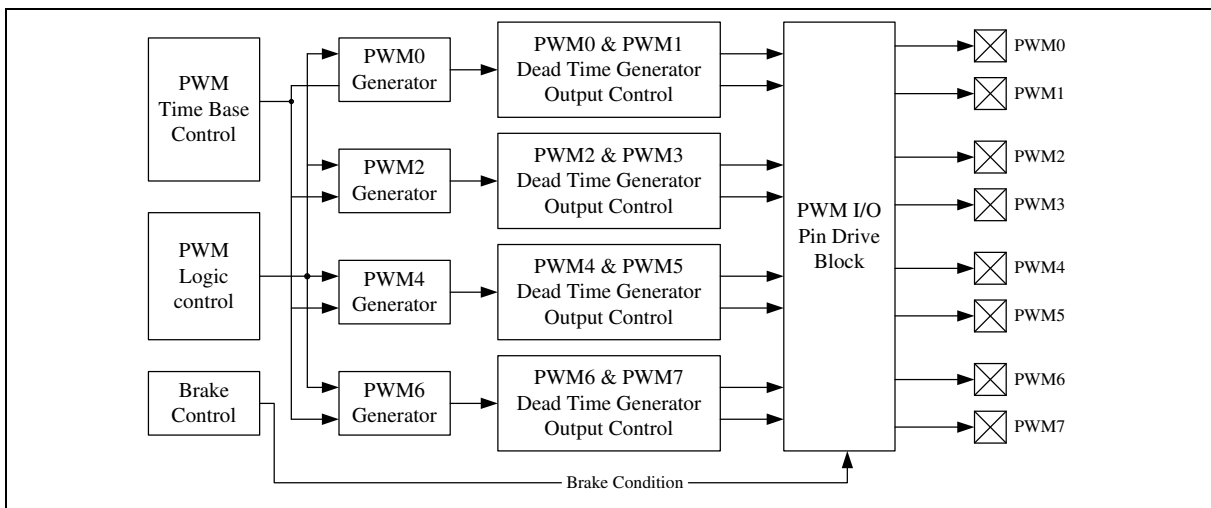 PWM
Time Base
Control
PWM
Logic
control
Brake
Control
PWM0
Generator
PWM2
Generator
PWM4
Generator
PWM6
Generator
PWM0 & PWM1
Dead Time Generator
Output Control
PWM2 & PWM3
Dead Time Generator
Output Control
PWM4 & PWM5
Dead Time Generator
Output Control
PWM6 & PWM7
Dead Time Generator
Output Control
PWM I/O
Pin Drive
Block
PWM0
PWM1
PWM2
PWM3
PWM4
PWM5
PWM6
PWM7
Brake Condition